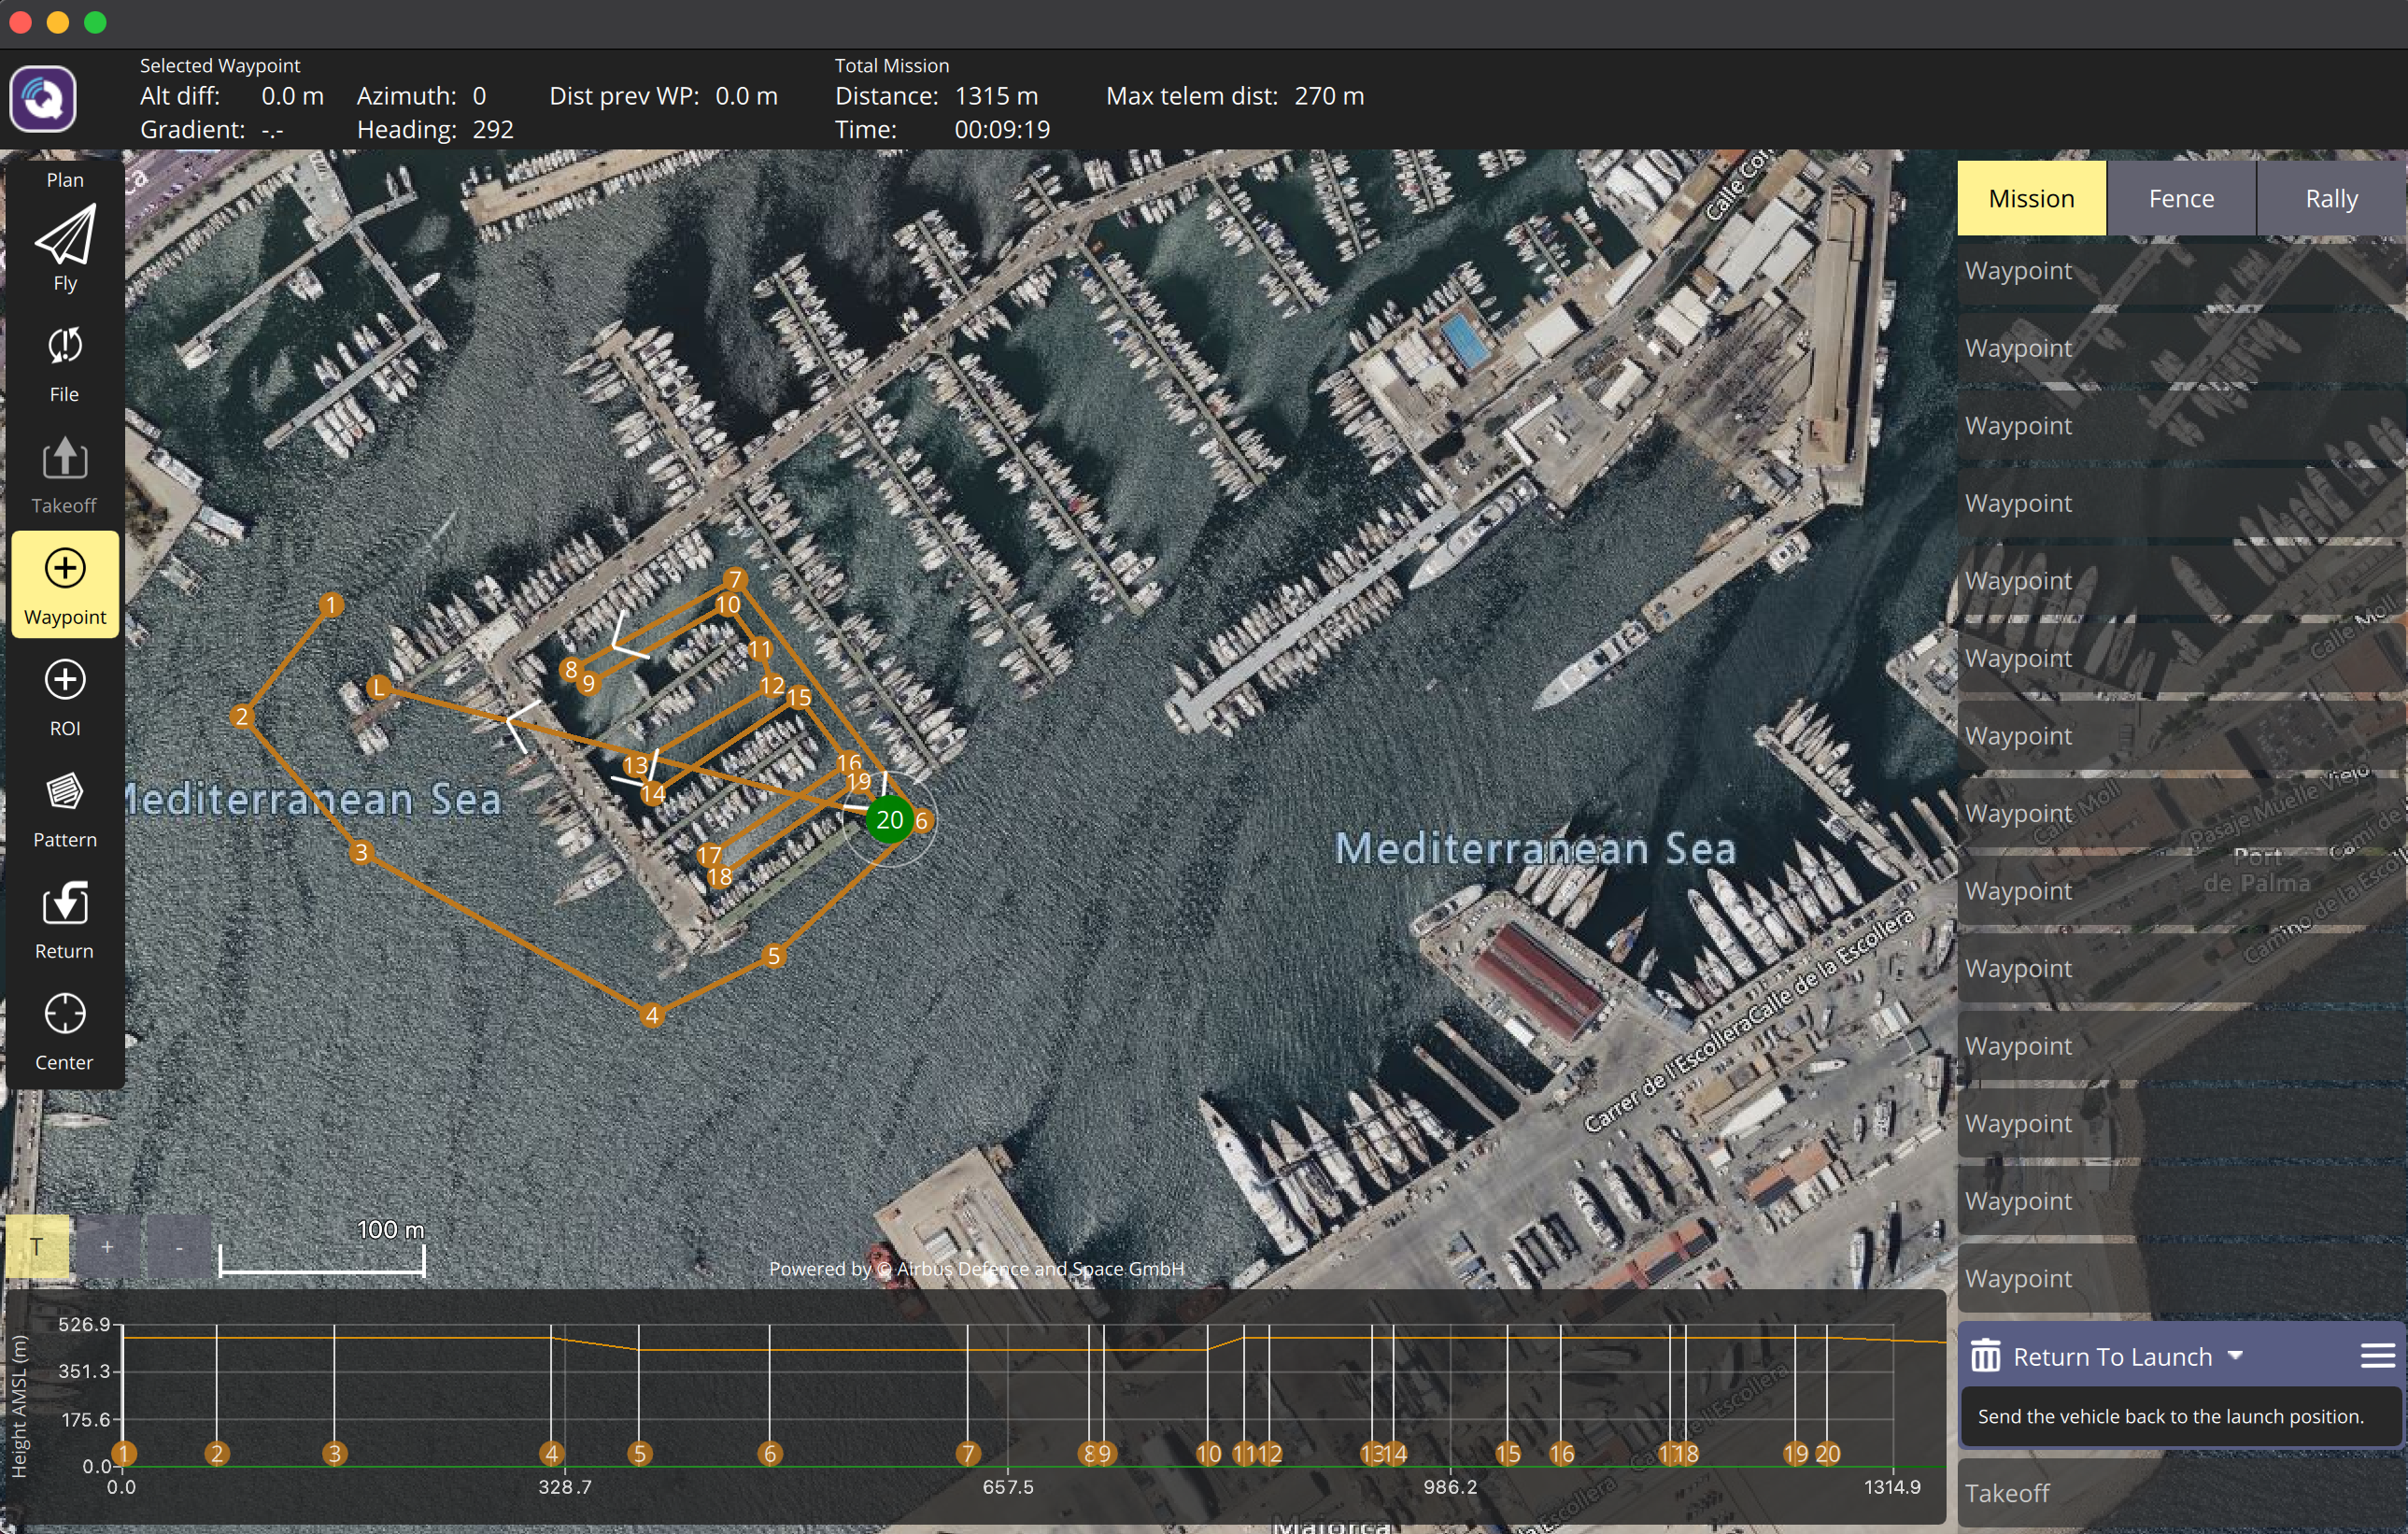 Selected Waypoint
Alt diff: 0.0 m Azimuth: 0 Dist prev WP: 0.0 m
Gradient: -.- Heading: 292
Total Mission
Distance: 1315 m Max telem dist: 270 m
Time: 00:09:19
Plan
Fly
File
Takeoff
Waypoint
ROI
Pattern
Return
Center
T
+
-
100 m
ca
Calle Con
1
2
3
4
5
6
7
8
9
10
11
12
13
14
15
16
17
18
19
20
L
Mediterranean Sea
Mediterranean Sea
Carrer de l'Escollera
Calle de la Escollera
Powered by © Airbus Defence and Space GmbH
Mission
Fence
Rally
Waypoint
Waypoint
Waypoint
Waypoint
Waypoint
Waypoint
Waypoint
Waypoint
Waypoint
Waypoint
Waypoint
Waypoint
Waypoint
Waypoint
Calle Moll
Calle Moll
Pasaje Muelle Viejo
Port
de Palma
Camí de
Camino de la Escol
Return To Launch
Send the vehicle back to the launch position.
Takeoff
Height AMSL (m)
526.9
351.3
175.6
0.0
1 2 3 4 5 6 7 8 9 10 11 12 13 14 15 16 17 18 19 20
0.0 328.7 657.5 986.2 1314.9